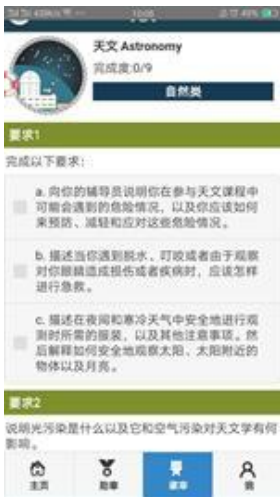 10:05
天文 Astronomy
完成度:0/9
自然类
要求1
完成以下要求：
a. 向你的辅导员说明你在参与天文课程中
可能会遇到的危险情况，以及你应该如何
来预防、减轻和应对这些危险情况。
b. 描述当你遇到脱水、叮咬或者由于观察
对你眼睛造成损伤或者疾病时，应该怎样
进行急救。
c. 描述在夜间和寒冷天气中安全地进行观
测时所需的服装，以及其他注意事项。然
后解释如何安全地观察太阳、太阳附近的
物体以及月亮。
要求2
说明光污染是什么以及它和空气污染对天文学有何
影响。
主页
勋章
徽章
我